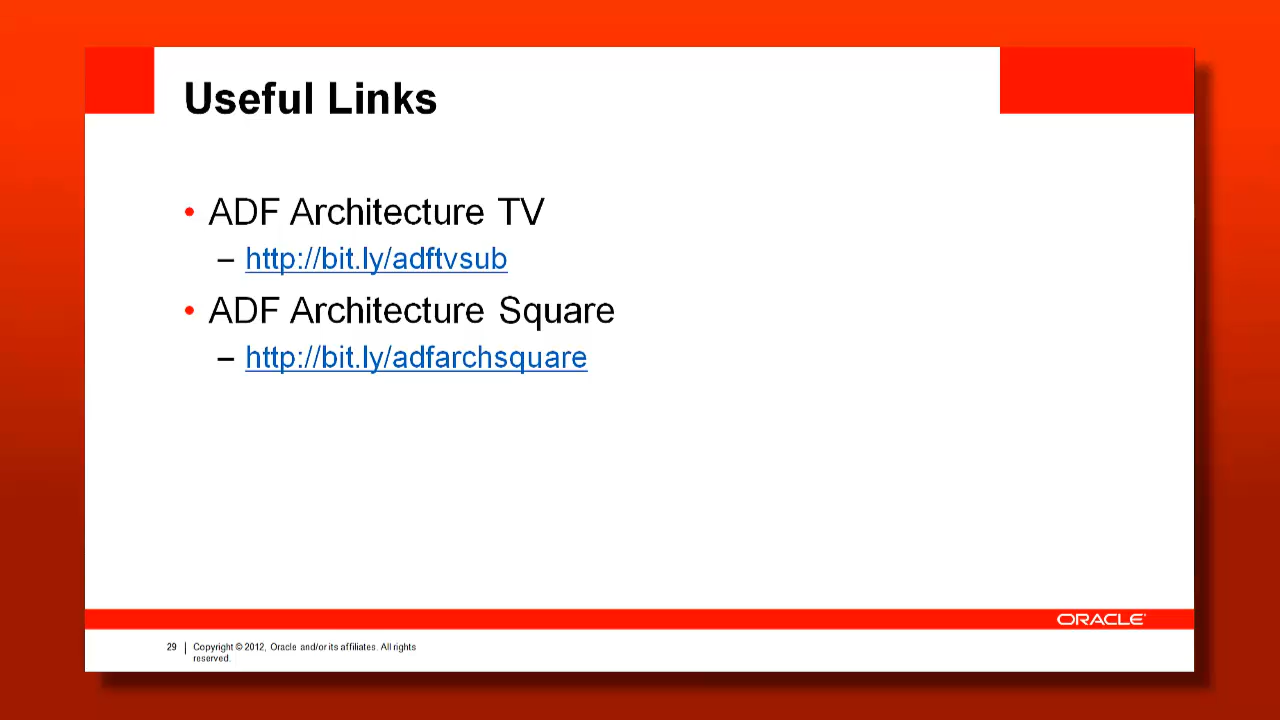 Useful Links
• ADF Architecture TV
– http://bit.ly/adftvsub
• ADF Architecture Square
– http://bit.ly/adfarchsquare
ORACLE
29 | Copyright © 2012, Oracle and/or its affiliates. All rights
reserved.